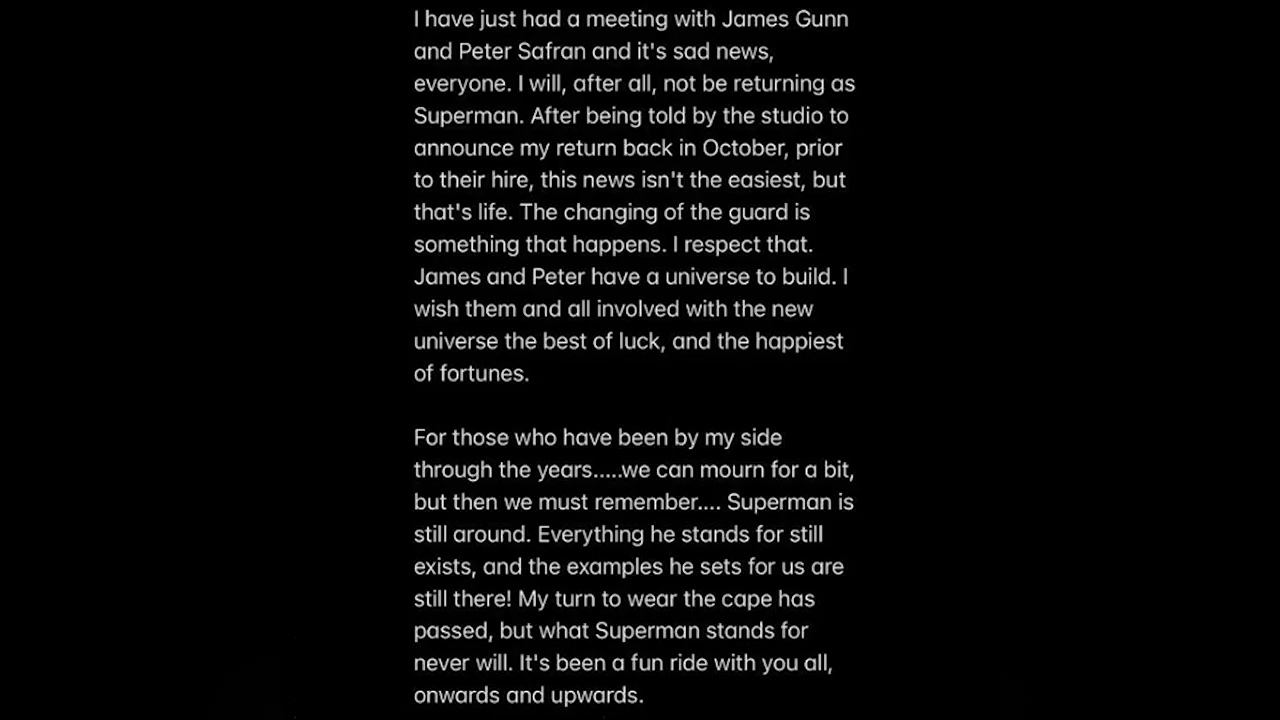 I have just had a meeting with James Gunn
and Peter Safran and it's sad news,
everyone. I will, after all, not be returning as
Superman. After being told by the studio to
announce my return back in October, prior
to their hire, this news isn't the easiest, but
that's life. The changing of the guard is
something that happens. I respect that.
James and Peter have a universe to build. I
wish them and all involved with the new
universe the best of luck, and the happiest
of fortunes.

For those who have been by my side
through the years.....we can mourn for a bit,
but then we must remember.... Superman is
still around. Everything he stands for still
exists, and the examples he sets for us are
still there! My turn to wear the cape has
passed, but what Superman stands for
never will. It's been a fun ride with you all,
onwards and upwards.